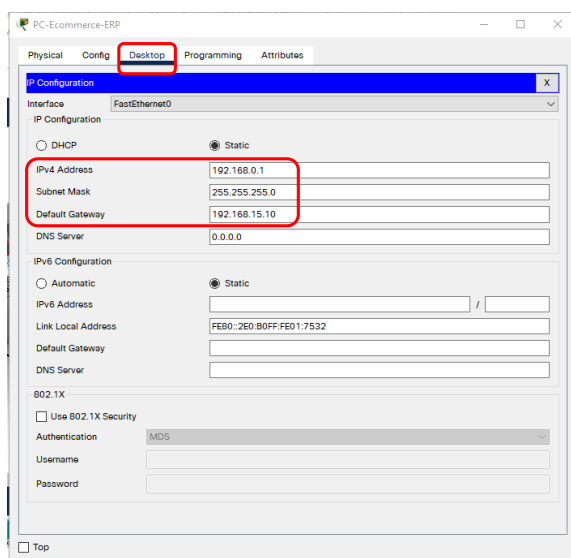 PC-Ecommerce-ERP
Physical Config Desktop Programming Attributes
IP Configuration X
Interface FastEthernet0
IP Configuration
DHCP Static
IPv4 Address 192.168.0.1
Subnet Mask 255.255.255.0
Default Gateway 192.168.15.10
DNS Server 0.0.0.0
IPv6 Configuration
Automatic Static
IPv6 Address /
Link Local Address FE80::2E0:B0FF:FE01:7532
Default Gateway
DNS Server
802.1X
Use 802.1X Security
Authentication MD5
Username
Password
Top